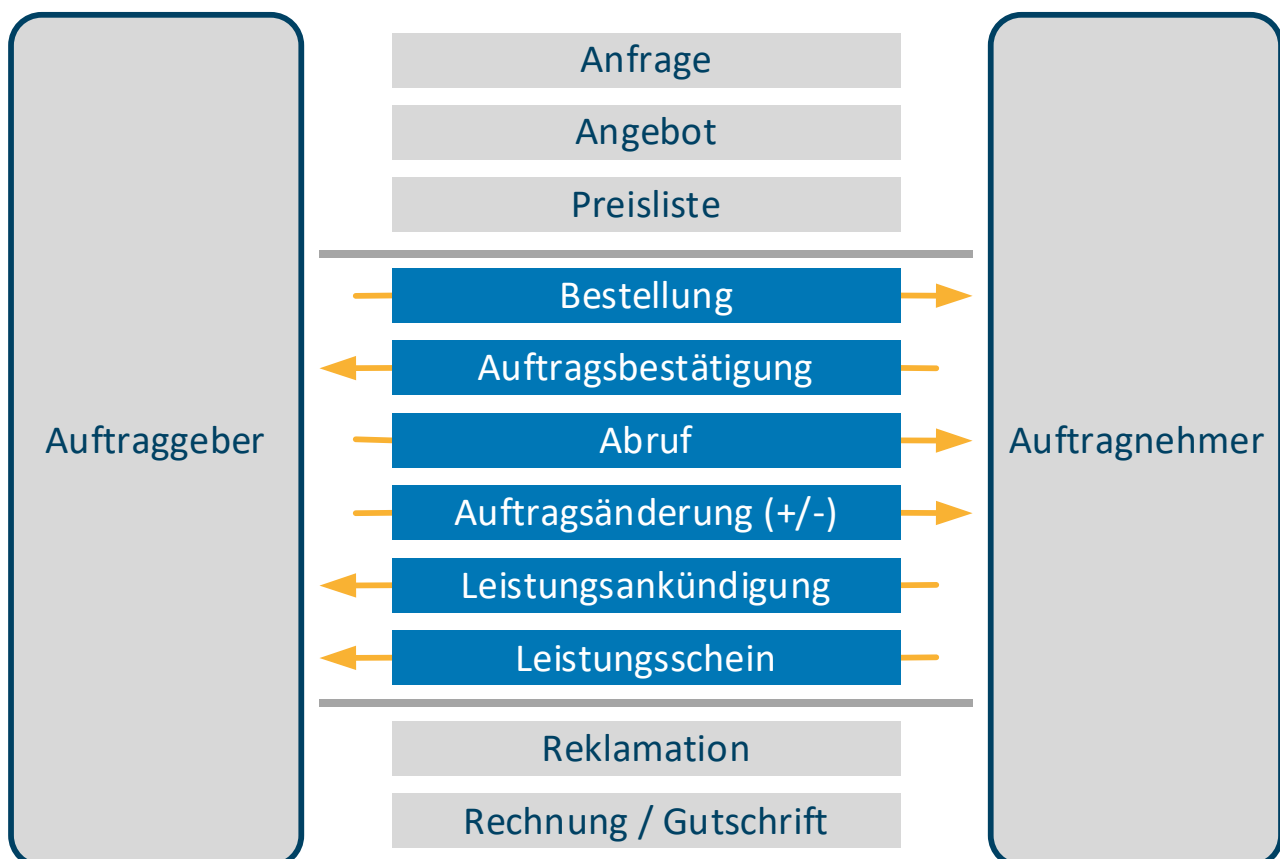 Anfrage
Angebot
Preisliste
Bestellung
Auftragsbestätigung
Auftraggeber
Abruf
Auftragnehmer
Auftragsänderung (+/-)
Leistungsankündigung
Leistungsschein
Reklamation
Rechnung / Gutschrift